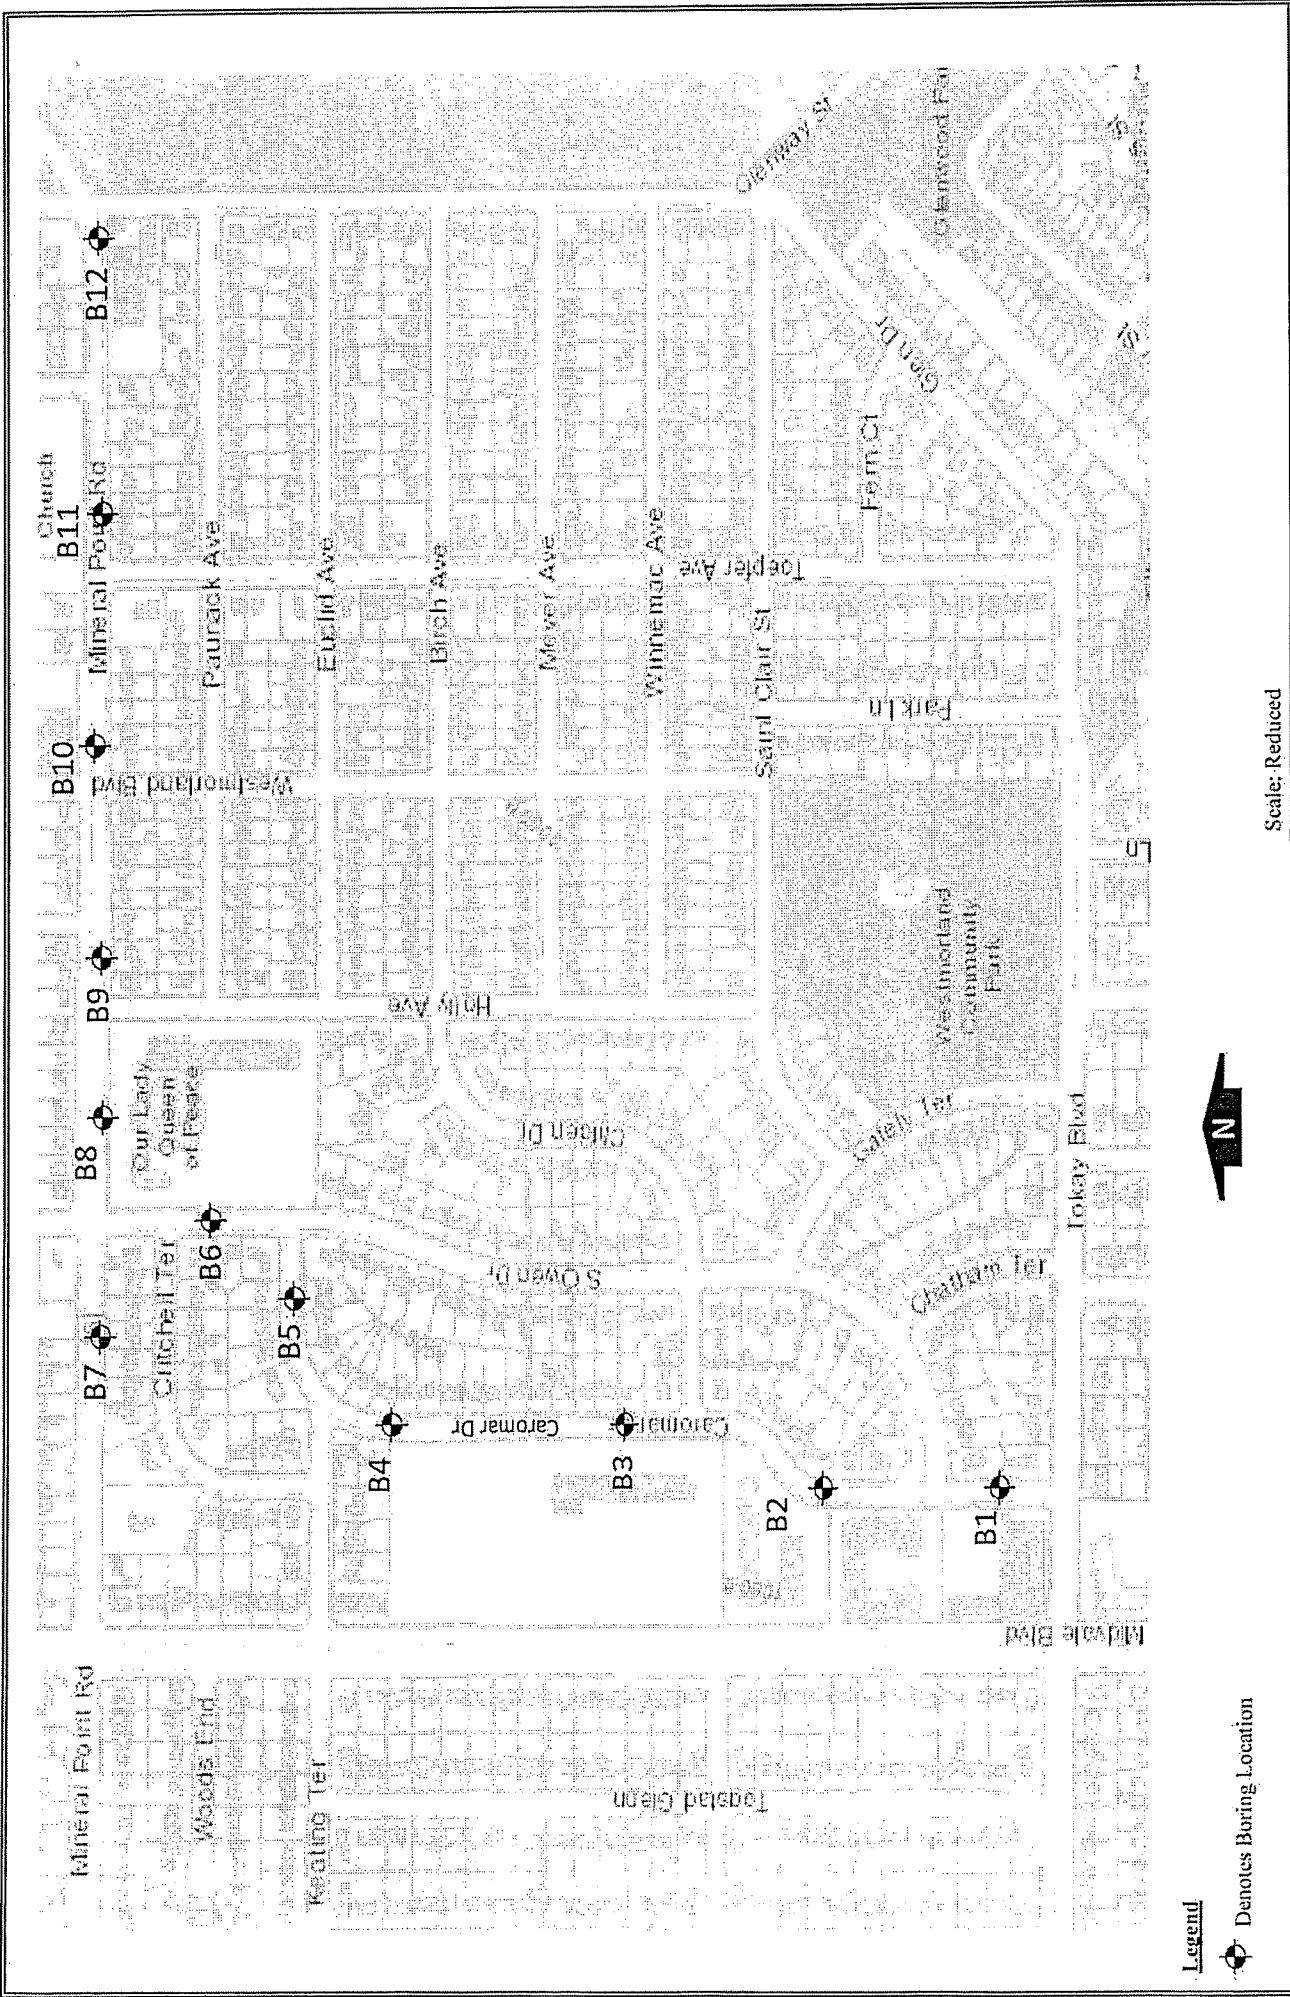 Church
B7
B8
B9
B10
B11
B12
Mineral Point Rd
Mineral Point Rd
Our Lady
Queen
of Peace
Westmorland Blvd
Clitchell Ter
B6
Paunack Ave
Woods End
B5
Keating Ter
Euclid Ave
B4
Holly Ave
Birch Ave
Caromar Dr
S Owen Dr
Meyer Ave
B3
Caromar
Togstad Glenn
Winnemac Ave
Toepfer Ave
Saint Clair St
Glenway St
B2
Park Ln
Fern Ct
Glen Dr
Gately Ter
Westmorland
Community
Park
Glenwood
B1
Chatham Ter
Midvale Blvd
Tokay Blvd
Ln
N
Legend
Denotes Boring Location
Scale: Reduced